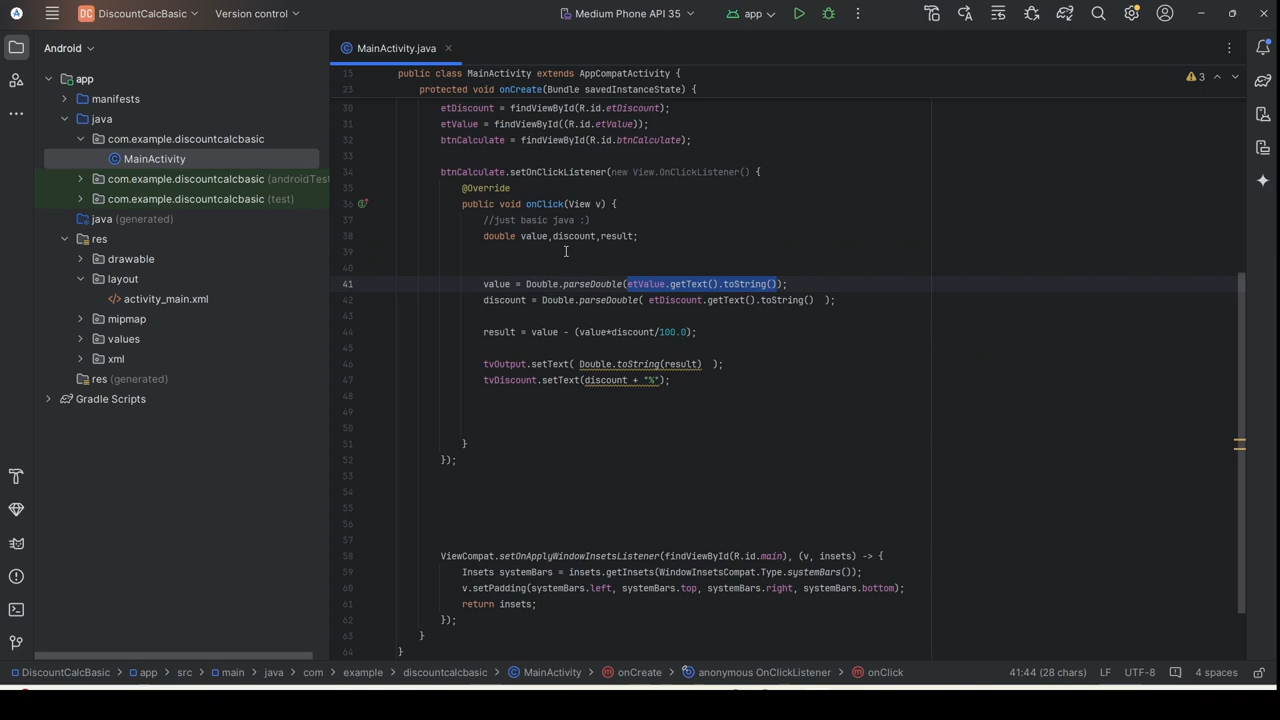 DC DiscountCalcBasic Version control Medium Phone API 35 app
Android MainActivity.java
app
manifests
java
com.example.discountcalcbasic
MainActivity
com.example.discountcalcbasic (androidTest
com.example.discountcalcbasic (test)
java (generated)
res
drawable
layout
activity_main.xml
mipmap
values
xml
res (generated)
Gradle Scripts
3
15 public class MainActivity extends AppCompatActivity {
23 protected void onCreate(Bundle savedInstanceState) {
30 etDiscount = findViewById(R.id.etDiscount);
31 etValue = findViewById((R.id.etValue));
32 btnCalculate = findViewById(R.id.btnCalculate);
33
34 btnCalculate.setOnClickListener(new View.OnClickListener() {
35 @Override
36 public void onClick(View v) {
37 //just basic java :)
38 double value,discount,result;
39
40
41 value = Double.parseDouble(etValue.getText().toString());
42 discount = Double.parseDouble( etDiscount.getText().toString() );
43
44 result = value - (value*discount/100.0);
45
46 tvOutput.setText( Double.toString(result) );
47 tvDiscount.setText(discount + "%");
48
49
50
51 }
52 });
53
54
55
56
57
58 ViewCompat.setOnApplyWindowInsetsListener(findViewById(R.id.main), (v, insets) -> {
59 Insets systemBars = insets.getInsets(WindowInsetsCompat.Type.systemBars());
60 v.setPadding(systemBars.left, systemBars.top, systemBars.right, systemBars.bottom);
61 return insets;
62 });
63 }
64 }
DiscountCalcBasic > app > src > main > java > com > example > discountcalcbasic > MainActivity > onCreate > anonymous OnClickListener > onClick 41:44 (28 chars) LF UTF-8 4 spaces